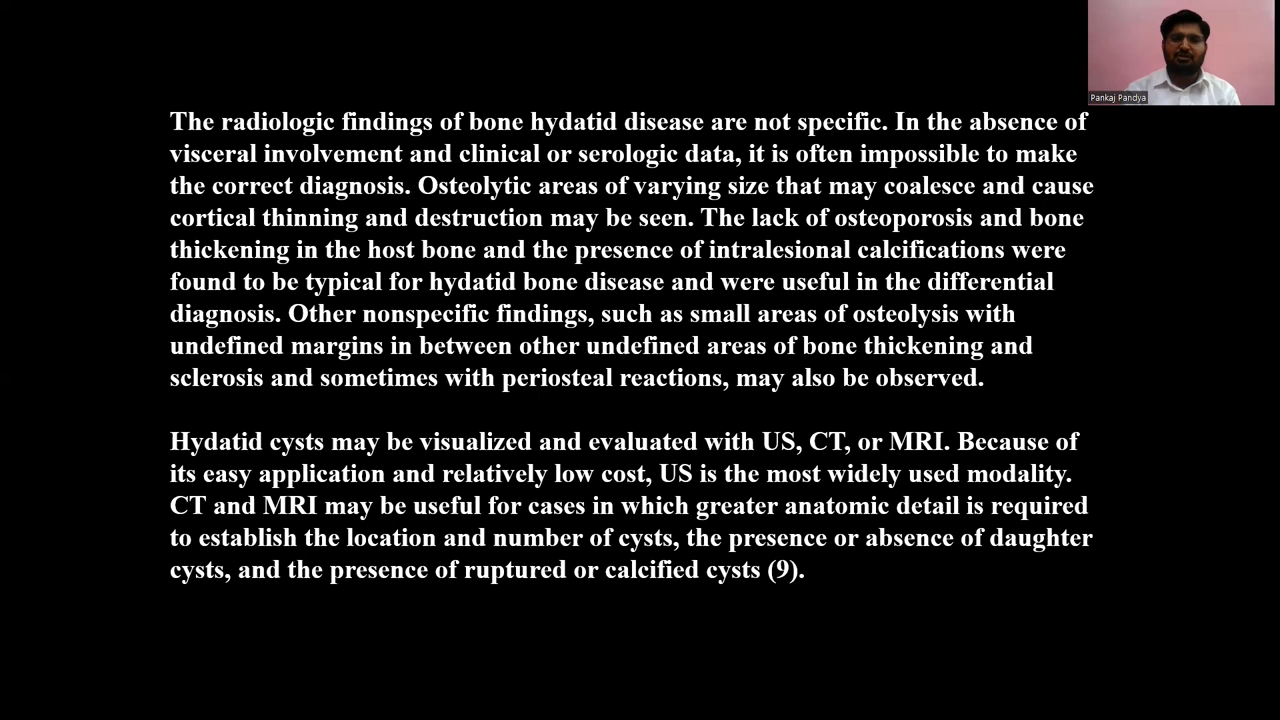 Pankaj Pandya
The radiologic findings of bone hydatid disease are not specific. In the absence of
visceral involvement and clinical or serologic data, it is often impossible to make
the correct diagnosis. Osteolytic areas of varying size that may coalesce and cause
cortical thinning and destruction may be seen. The lack of osteoporosis and bone
thickening in the host bone and the presence of intralesional calcifications were
found to be typical for hydatid bone disease and were useful in the differential
diagnosis. Other nonspecific findings, such as small areas of osteolysis with
undefined margins in between other undefined areas of bone thickening and
sclerosis and sometimes with periosteal reactions, may also be observed.
Hydatid cysts may be visualized and evaluated with US, CT, or MRI. Because of
its easy application and relatively low cost, US is the most widely used modality.
CT and MRI may be useful for cases in which greater anatomic detail is required
to establish the location and number of cysts, the presence or absence of daughter
cysts, and the presence of ruptured or calcified cysts (9).